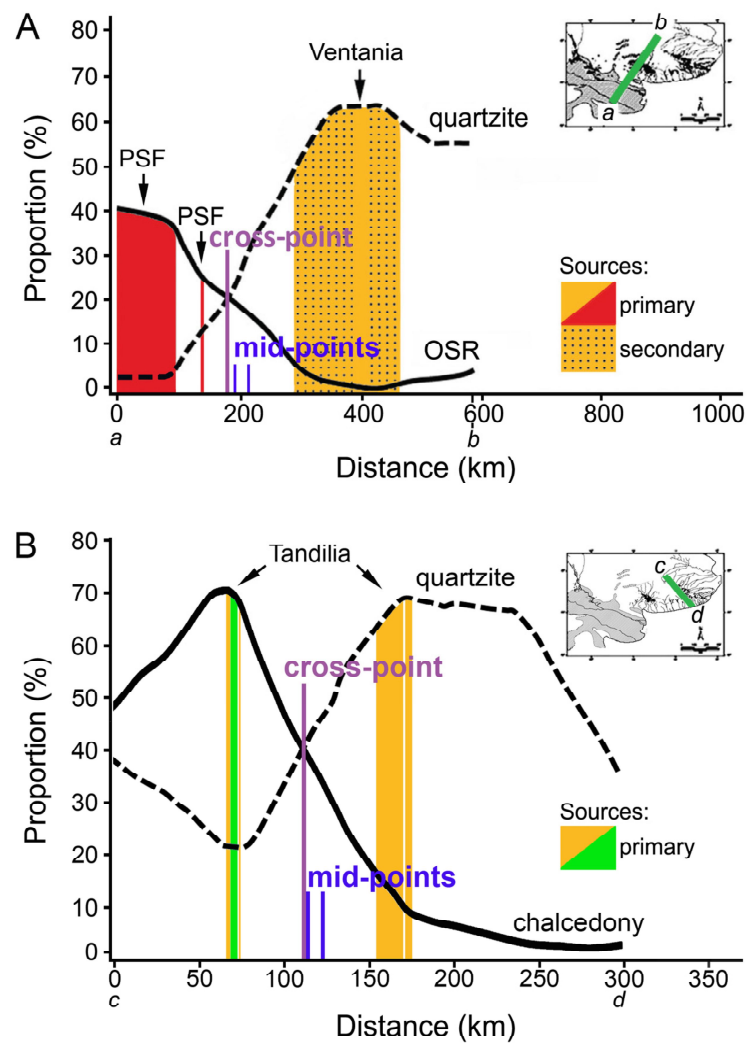 A
80
70
60
50
40
30
20
10
0
Proportion (%)
PSF
PSF
Ventania
quartzite
cross-point
mid-points
OSR
b
a
Sources:
primary
secondary
0
200
400
600
800
1000
a
b
Distance (km)
B
80
70
60
50
40
30
20
10
0
Proportion (%)
Tandilia
quartzite
cross-point
mid-points
chalcedony
c
d
Sources:
primary
0
50
100
150
200
250
300
350
c
d
Distance (km)